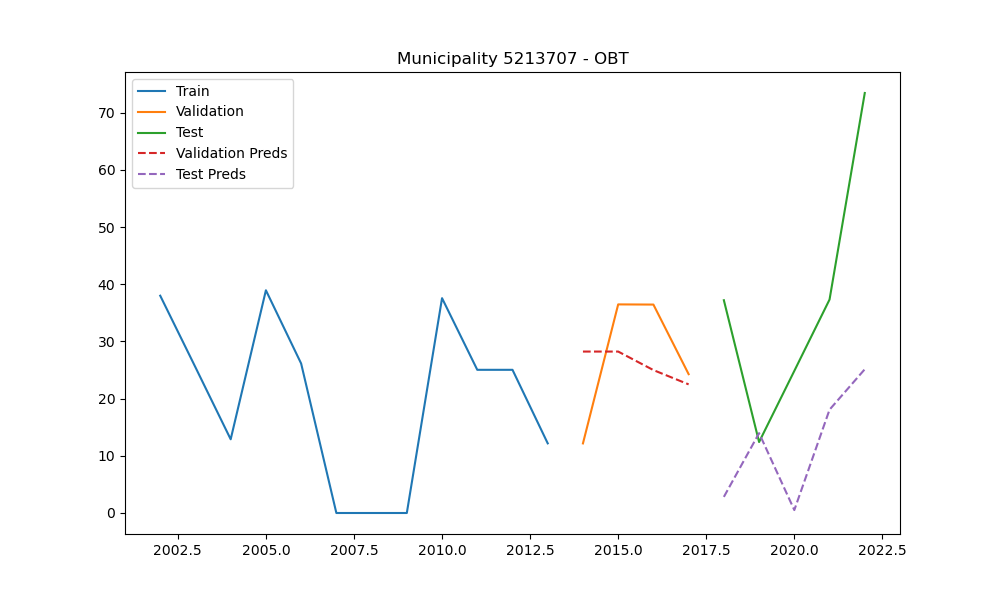 Municipality 5213707 - OBT
Train
Validation
Test
Validation Preds
Test Preds
70
60
50
40
30
20
10
0
2002.5 2005.0 2007.5 2010.0 2012.5 2015.0 2017.5 2020.0 2022.5